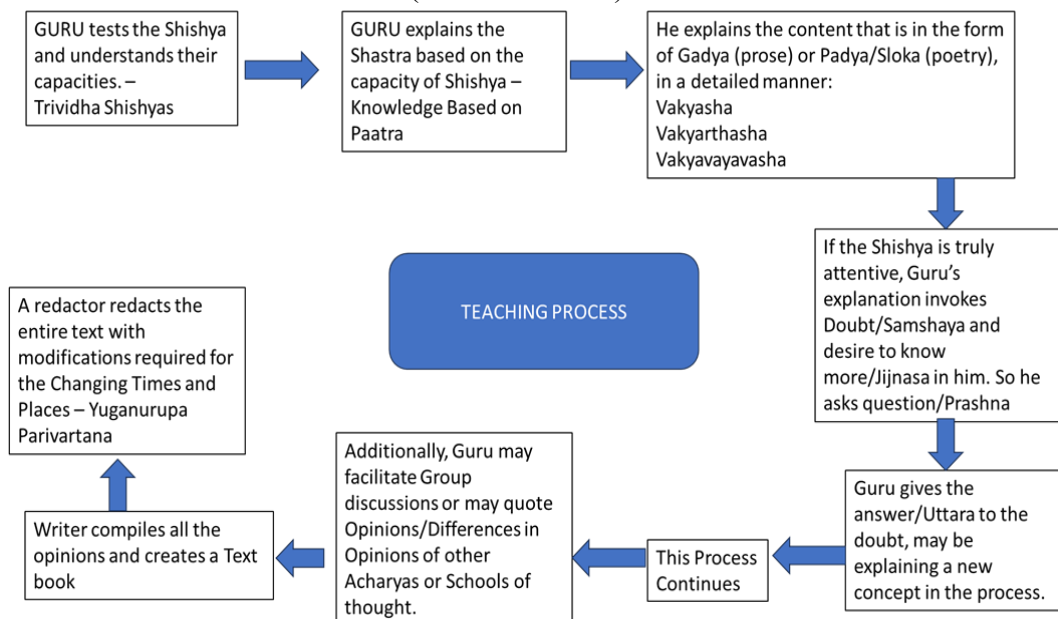 GURU tests the Shishya
and understands their
capacities. –
Trividha Shishyas
GURU explains the
Shastra based on the
capacity of Shishya –
Knowledge Based on
Paatra
He explains the content that is in the form
of Gadya (prose) or Padya/Sloka (poetry),
in a detailed manner:
Vakyasha
Vakyarthasha
Vakyavayavasha
If the Shishya is truly
attentive, Guru's
explanation invokes
Doubt/Samshaya and
desire to know
more/Jijnasa in him. So he
asks question/Prashna
Guru gives the
answer/Uttara to the
doubt, may be
explaining a new
concept in the process.
This Process
Continues
Additionally, Guru may
facilitate Group
discussions or may quote
Opinions/Differences in
Opinions of other
Acharyas or Schools of
thought.
Writer compiles all the
opinions and creates a Text
book
A redactor redacts the
entire text with
modifications required for
the Changing Times and
Places – Yuganurupa
Parivartana
TEACHING PROCESS